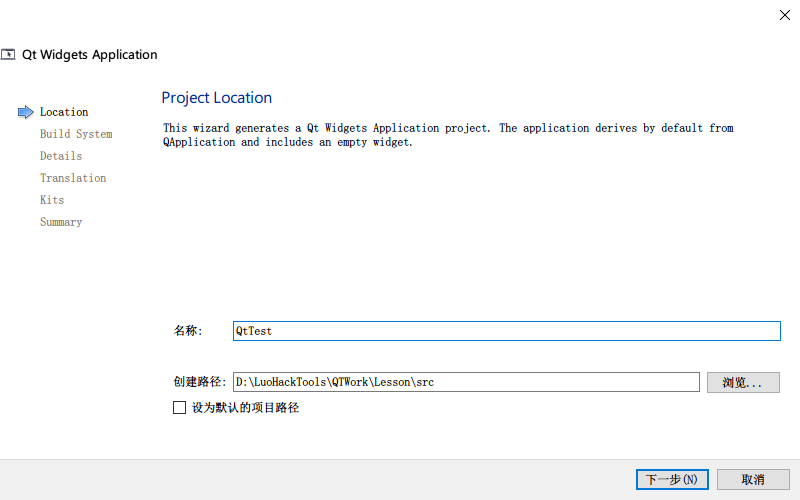 Qt Widgets Application
Location
Build System
Details
Translation
Kits
Summary
Project Location
This wizard generates a Qt Widgets Application project. The application derives by default from
QApplication and includes an empty widget.
名称: QtTest
创建路径: D:\LuoHackTools\QTWork\Lesson\src 浏览...
设为默认的项目路径
下一步(N) 取消